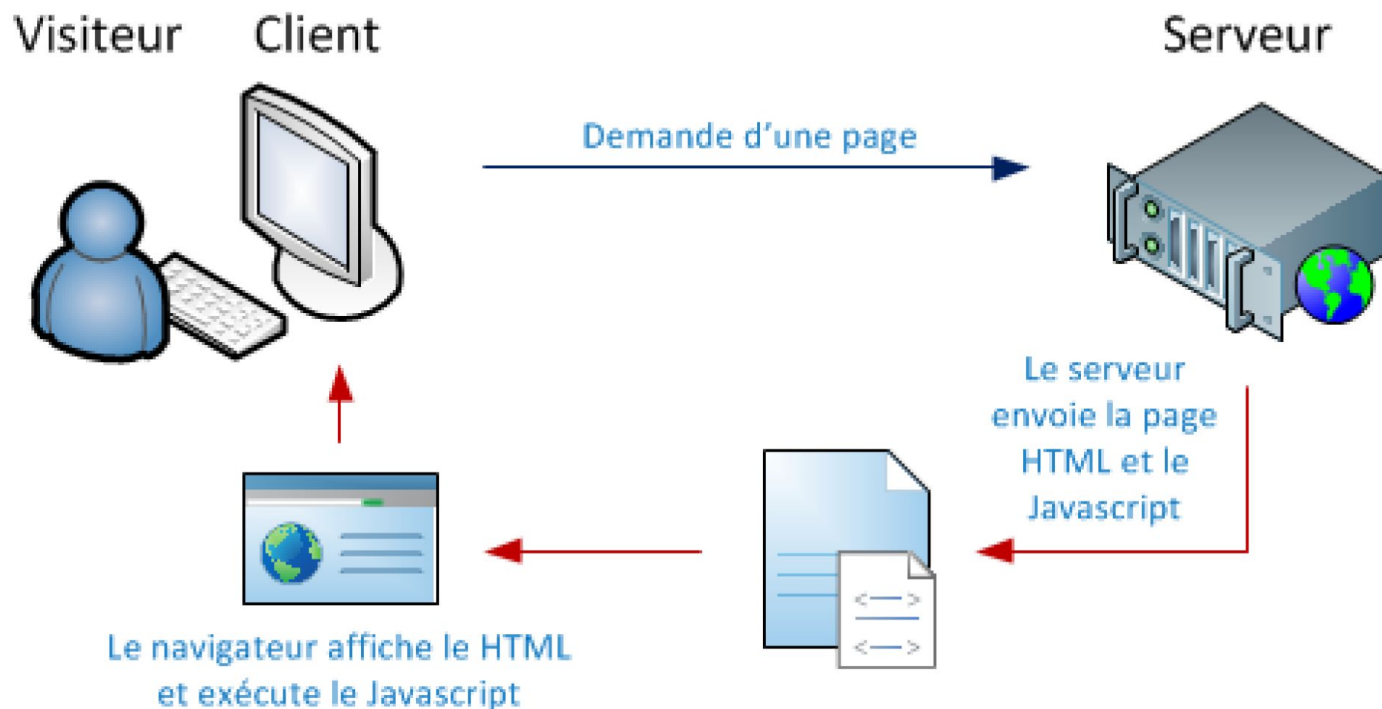 Visiteur
Client
Serveur
Demande d'une page
Le serveur
envoie la page
HTML et le
Javascript
Le navigateur affiche le HTML
et exécute le Javascript